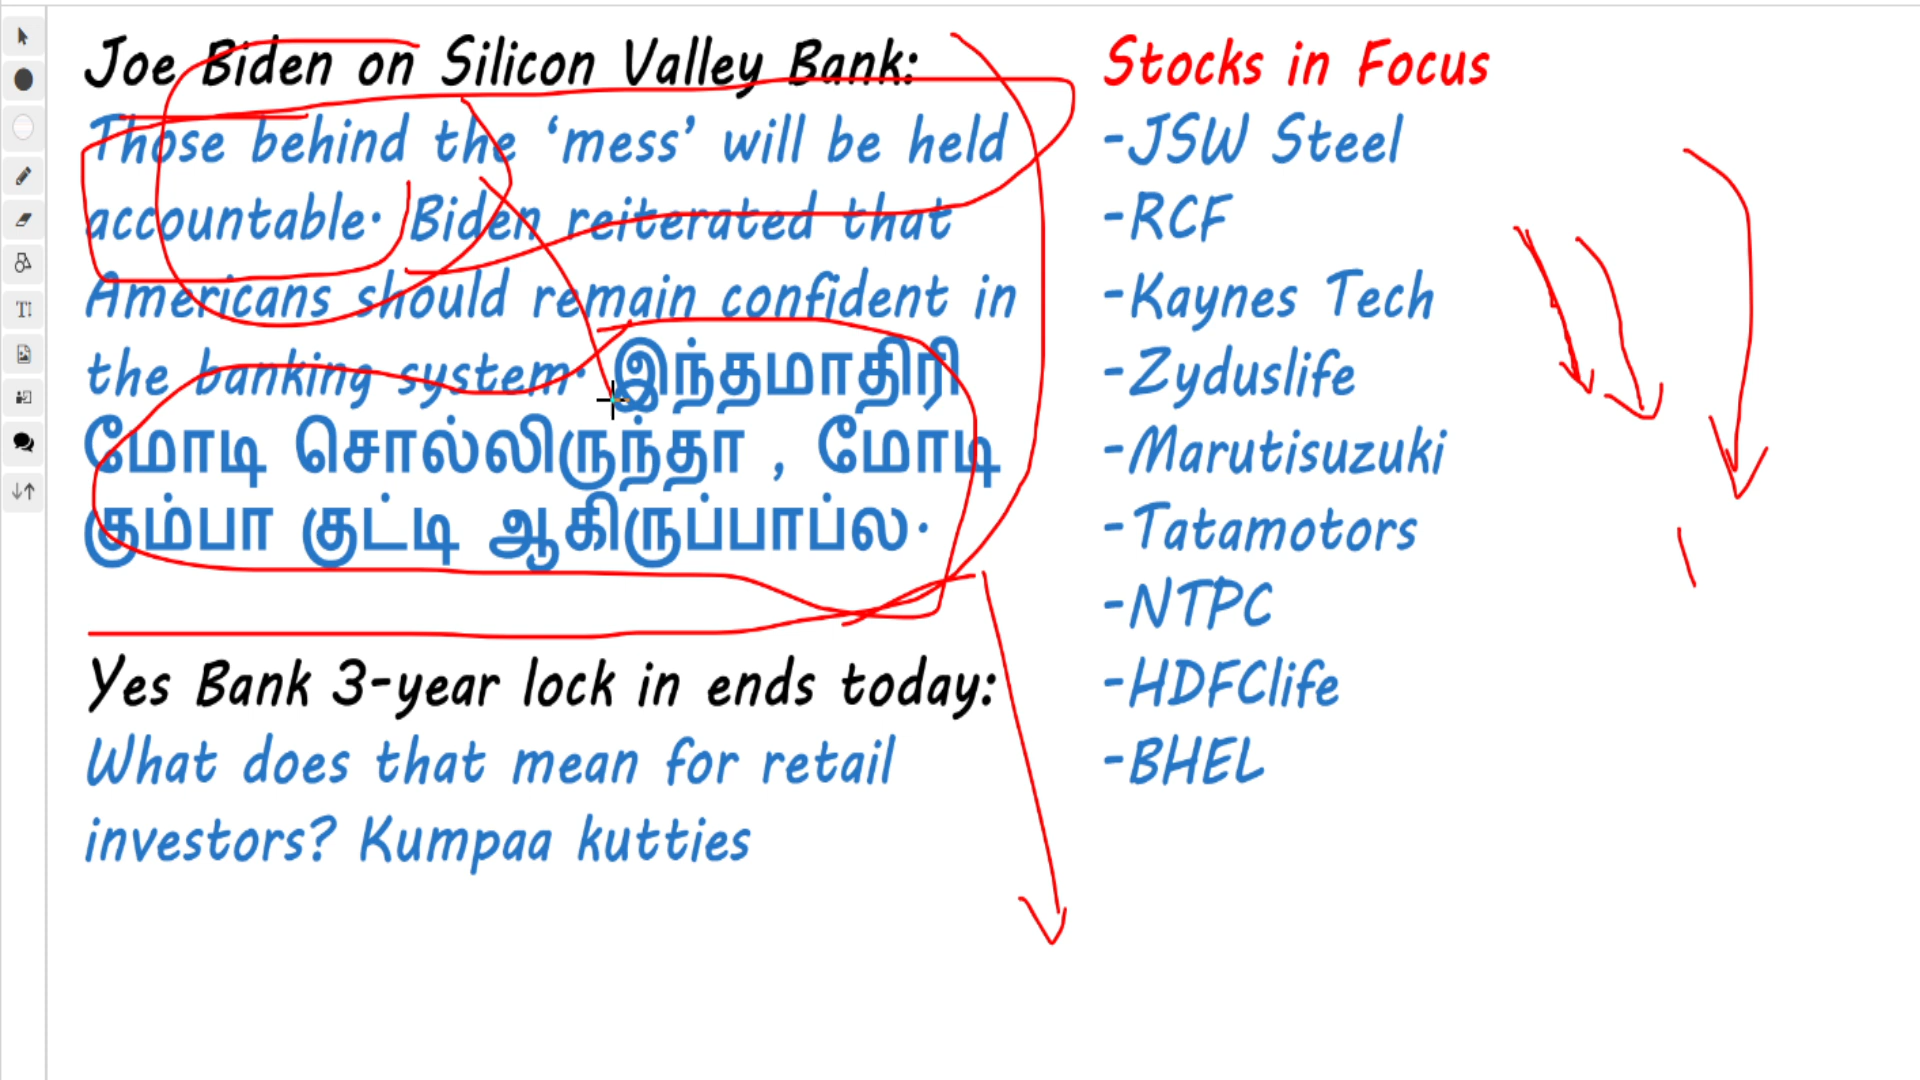 Joe Biden on Silicon Valley Bank:
Those behind the ‘mess’ will be held
accountable. Biden reiterated that
Americans should remain confident in
the banking system. இந்தமாதிரி
மோடி சொல்லிருந்தா , மோடி
கும்பா குட்டி ஆகிருப்பாப்ல.
Yes Bank 3-year lock in ends today:
What does that mean for retail
investors? Kumpaa kutties
Stocks in Focus
-JSW Steel
-RCF
-Kaynes Tech
-Zyduslife
-Marutisuzuki
-Tatamotors
-NTPC
-HDFClife
-BHEL